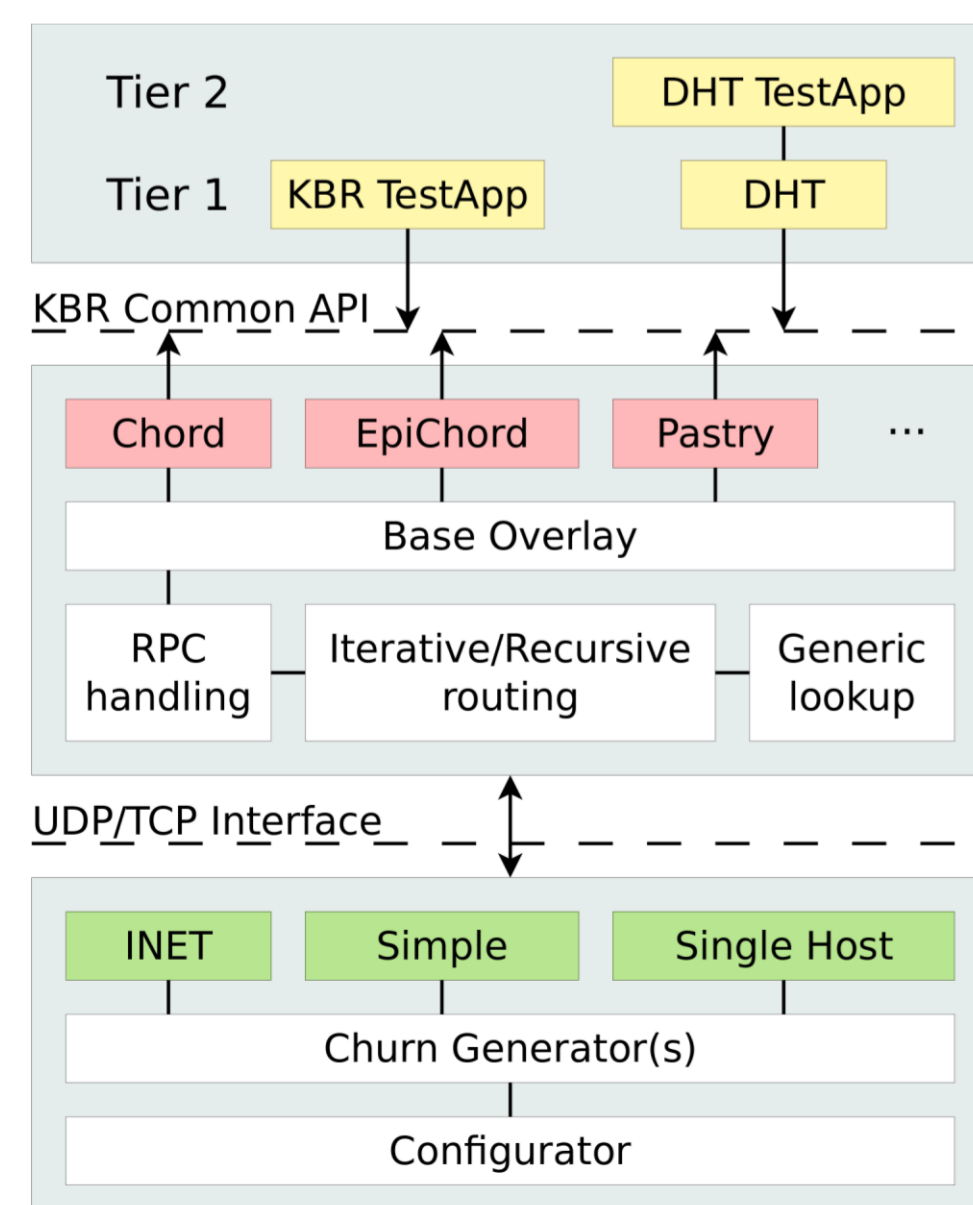 Tier 2
DHT TestApp
Tier 1
KBR TestApp
DHT
KBR Common API
Chord
EpiChord
Pastry
...
Base Overlay
RPC
handling
Iterative/Recursive
routing
Generic
lookup
UDP/TCP Interface
INET
Simple
Single Host
Churn Generator(s)
Configurator